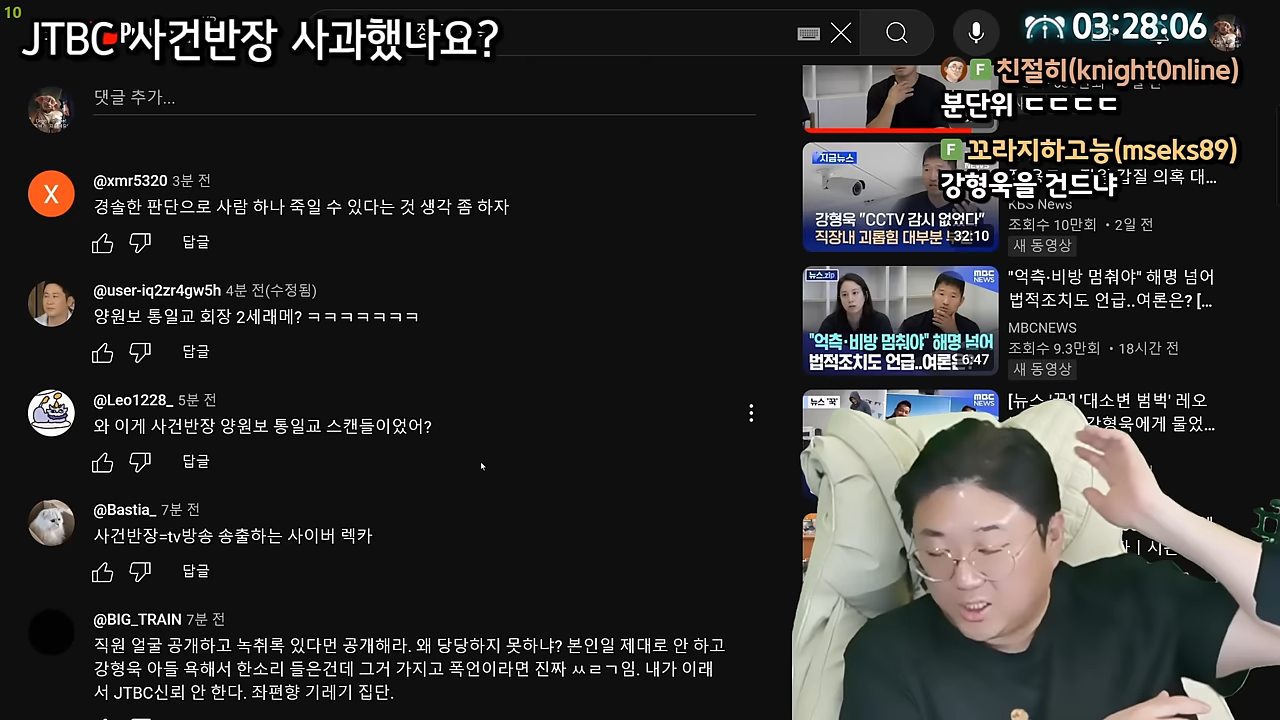 10
JTBC 사건반장 사과했나요?
03:28:06
댓글 추가...
친절히(knight0nline)
분단위 ㄷㄷㄷㄷ
꼬라지하고능(mseks89)
강형욱을 건드냐
X
@xmr5320 3분 전
경솔한 판단으로 사람 하나 죽일 수 있다는 것 생각 좀 하자
답글
@user-iq2zr4gw5h 4분 전(수정됨)
양원보 통일교 회장 2세래메? ㅋㅋㅋㅋㅋㅋㅋ
답글
@Leo1228_ 5분 전
와 이게 사건반장 양원보 통일교 스캔들이었어?
답글
@Bastia_ 7분 전
사건반장=tv방송 송출하는 사이버 렉카
답글
@BIG_TRAIN 7분 전
직원 얼굴 공개하고 녹취록 있다면 공개해라. 왜 당당하지 못하냐? 본인일 제대로 안 하고
강형욱 아들 욕해서 한소리 들은건데 그거 가지고 폭언이라면 진짜 ㅆㄹㄱ임. 내가 이래
서 JTBC신뢰 안 한다. 좌편향 기레기 집단.
지금뉴스
강형욱 "CCTV 감시 없었다"
직장내 괴롭힘 대부분
32:10
갑질 의혹 대...
KBS News
조회수 10만회 · 2일 전
새 동영상
뉴스.zip
MBC NEWS
"억측·비방 멈춰야" 해명 넘어
법적조치도 언급..여론은
6:47
"억측·비방 멈춰야" 해명 넘어
법적조치도 언급..여론은? [...
MBCNEWS
조회수 9.3만회 · 18시간 전
새 동영상
뉴스 '꾹'
MBC NEWS
[뉴스 '꾹'] '대소변 범벅' 레오
강형욱에게 물었...